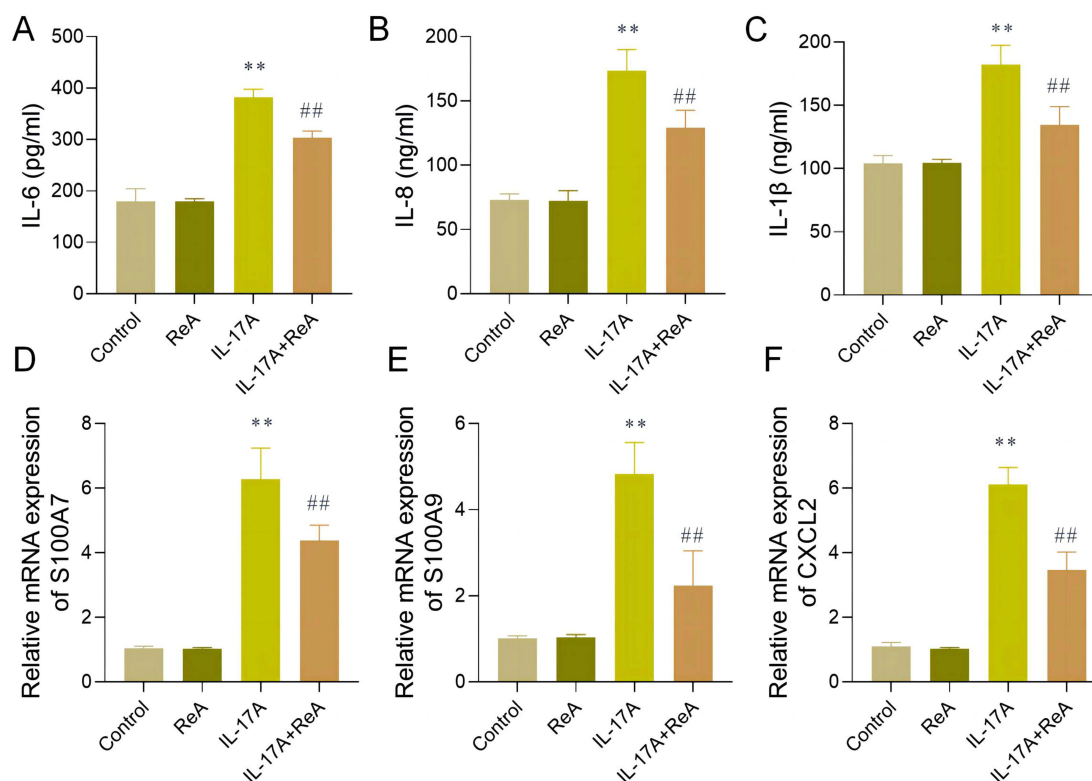 A
IL-6 (pg/ml)
500
400
300
200
100
0
**
##
Control
ReA
IL-17A
IL-17A+ReA
B
IL-8 (ng/ml)
200
150
100
50
0
**
##
Control
ReA
IL-17A
IL-17A+ReA
C
IL-1β (ng/ml)
200
150
100
50
0
**
##
Control
ReA
IL-17A
IL-17A+ReA
D
Relative mRNA expression
of S100A7
8
6
4
2
0
**
##
Control
ReA
IL-17A
IL-17A+ReA
E
Relative mRNA expression
of S100A9
6
4
2
0
**
##
Control
ReA
IL-17A
IL-17A+ReA
F
Relative mRNA expression
of CXCL2
8
6
4
2
0
**
##
Control
ReA
IL-17A
IL-17A+ReA